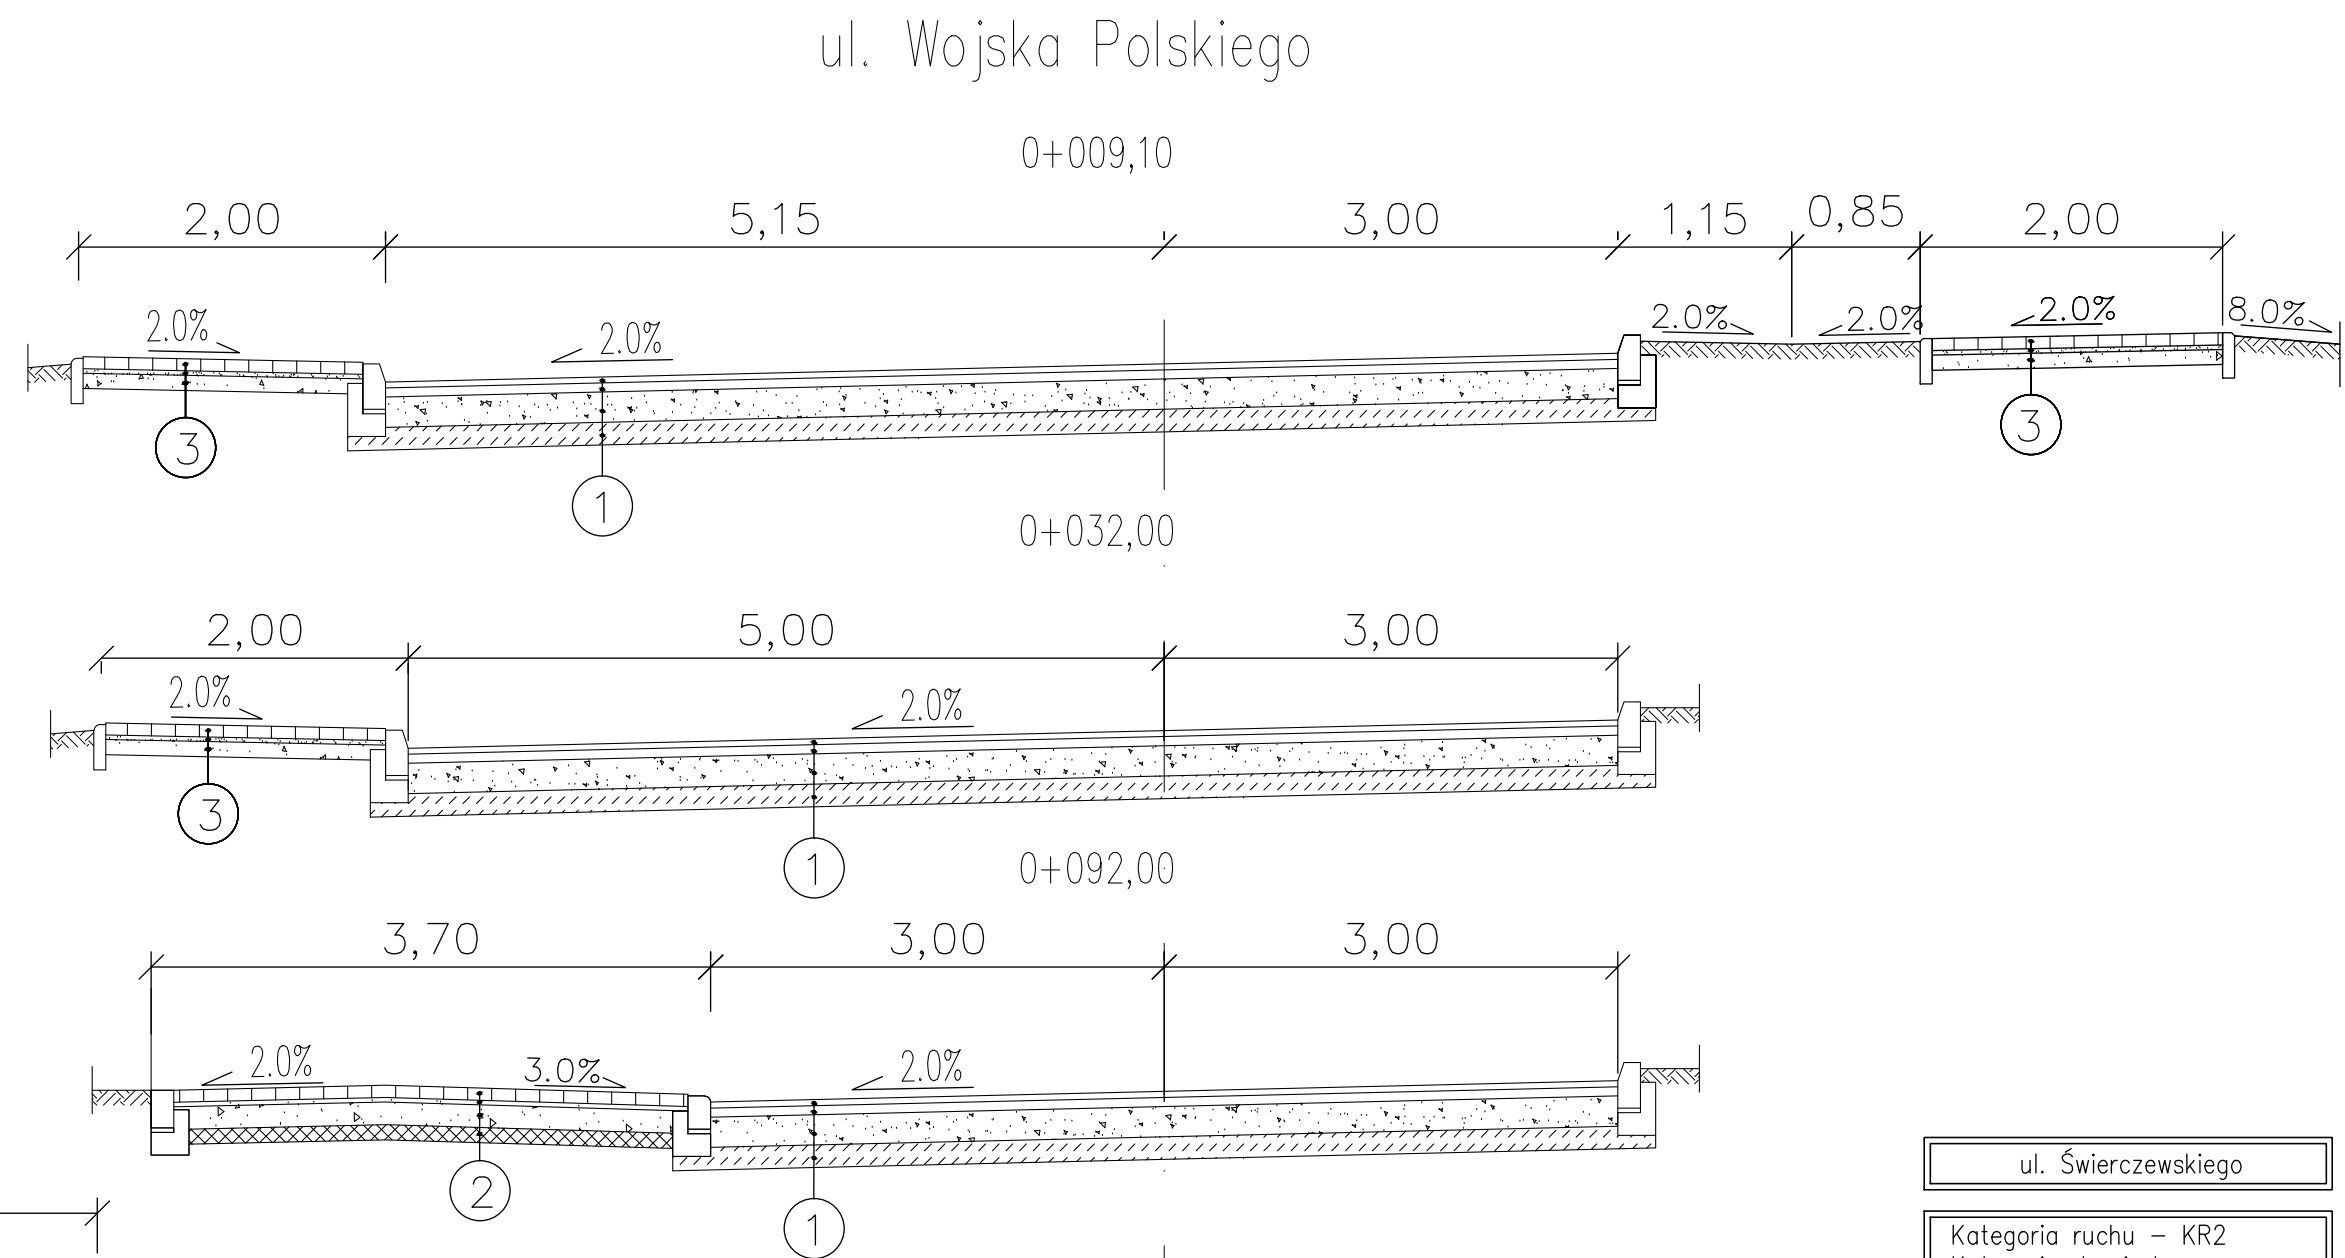 ul. Wojska Polskiego
0+009,10
2,00 5,15 3,00 1,15 0,85 2,00
2.0% 2.0% 2.0% 2.0% 2.0% 8.0%
3 1 3
0+032,00
2,00 5,00 3,00
2.0% 2.0%
3 1
0+092,00
3,70 3,00 3,00
2.0% 3.0% 2.0%
2 1
ul. Świerczewskiego
Kategoria ruchu – KR2